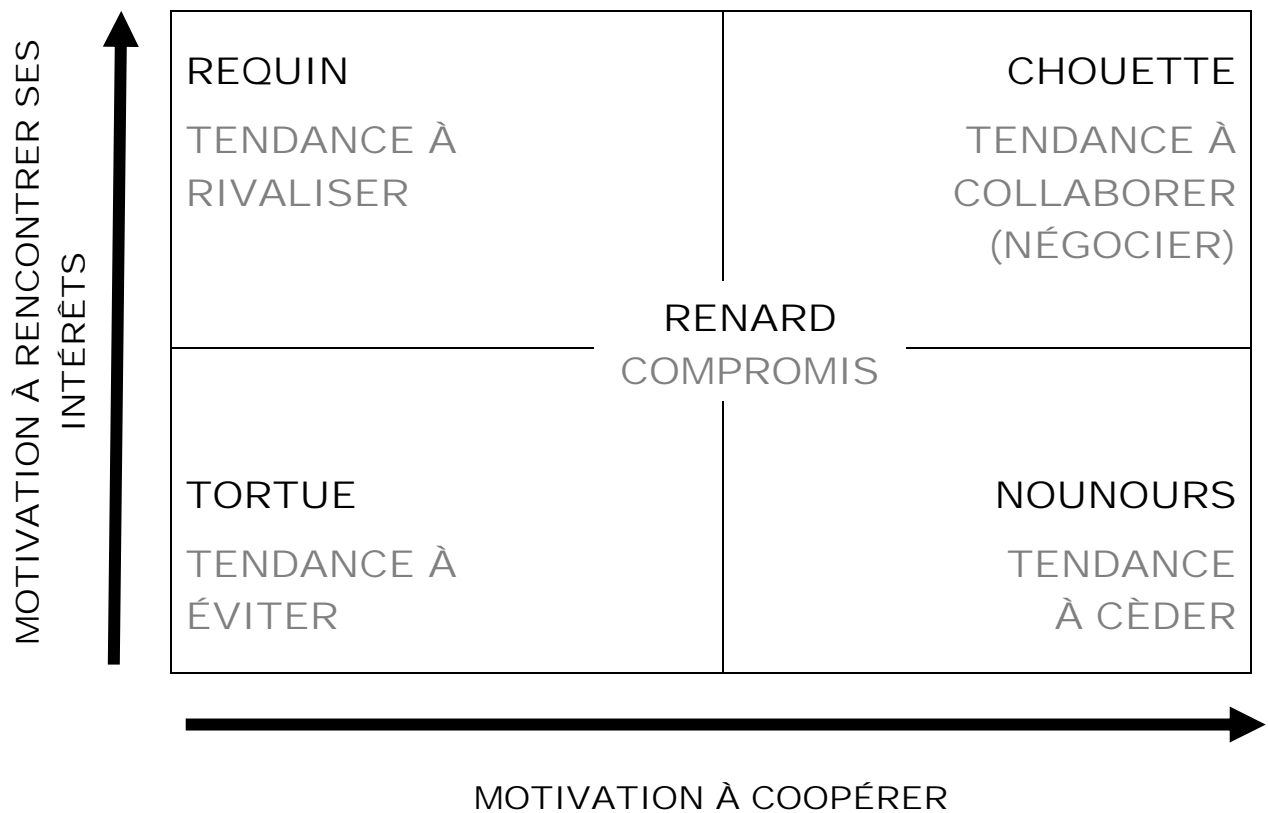 MOTIVATION À RENCONTRER SES
INTÉRÊTS
REQUIN
TENDANCE À
RIVALISER
CHOUETTE
TENDANCE À
COLLABORER
(NÉGOCIER)
RENARD
COMPROMIS
TORTUE
TENDANCE À
ÉVITER
NOUNOURS
TENDANCE
À CÈDER
MOTIVATION À COOPÉRER